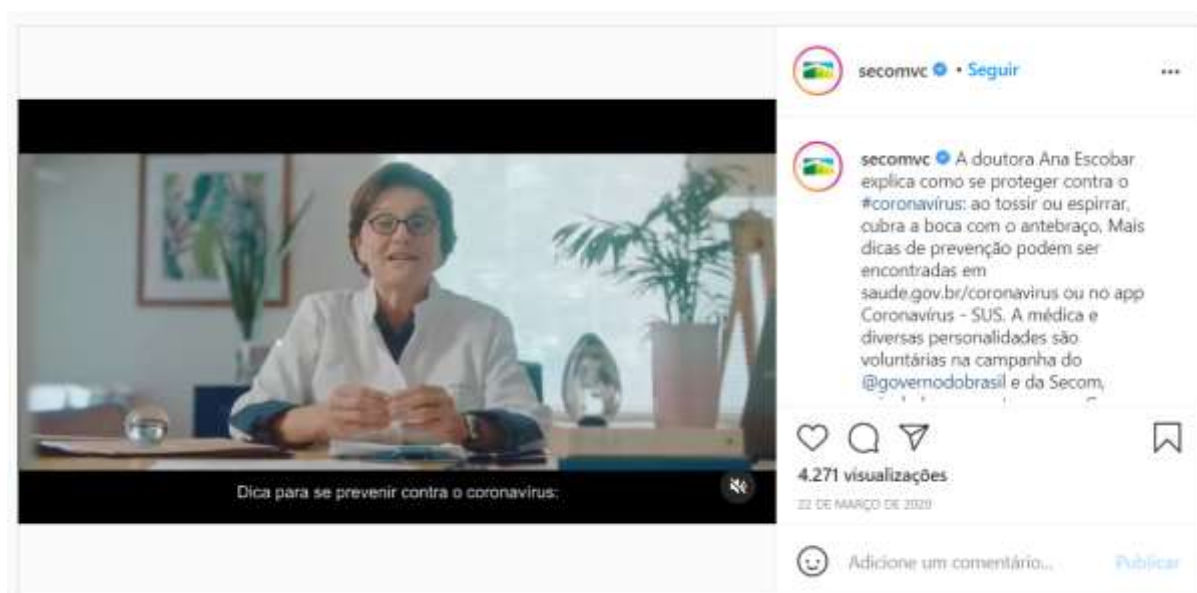 secomvc • Seguir
secomvc A doutora Ana Escobar
explica como se proteger contra o
#coronavírus: ao tossir ou espirrar,
cubra a boca com o antebraço. Mais
dicas de prevenção podem ser
encontradas em
saude.gov.br/coronavirus ou no app
Coronavírus - SUS. A médica e
diversas personalidades são
voluntárias na campanha do
@governodobrasil e da Secom,
Dica para se prevenir contra o coronavírus:
4.271 visualizações
22 DE MARÇO DE 2020
Adicione um comentário... Publicar